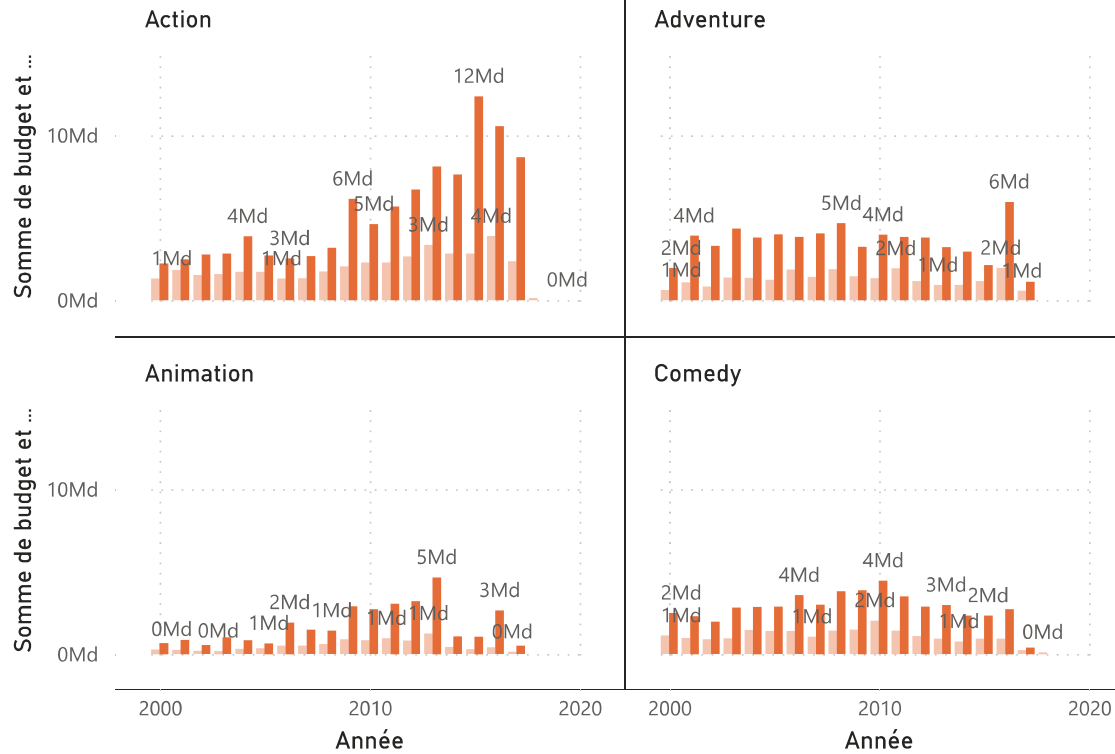 Action
Adventure
Somme de budget et ...
10Md
0Md
1Md
4Md
3Md
1Md
6Md
5Md
3Md
12Md
4Md
0Md
2Md
1Md
4Md
5Md
4Md
2Md
1Md
2Md
6Md
1Md
Animation
Comedy
Somme de budget et ...
10Md
0Md
0Md
0Md
1Md
2Md
1Md
1Md
5Md
1Md
3Md
0Md
2Md
1Md
4Md
1Md
4Md
2Md
3Md
1Md
2Md
0Md
2000
2010
2020
2000
2010
2020
Année
Année